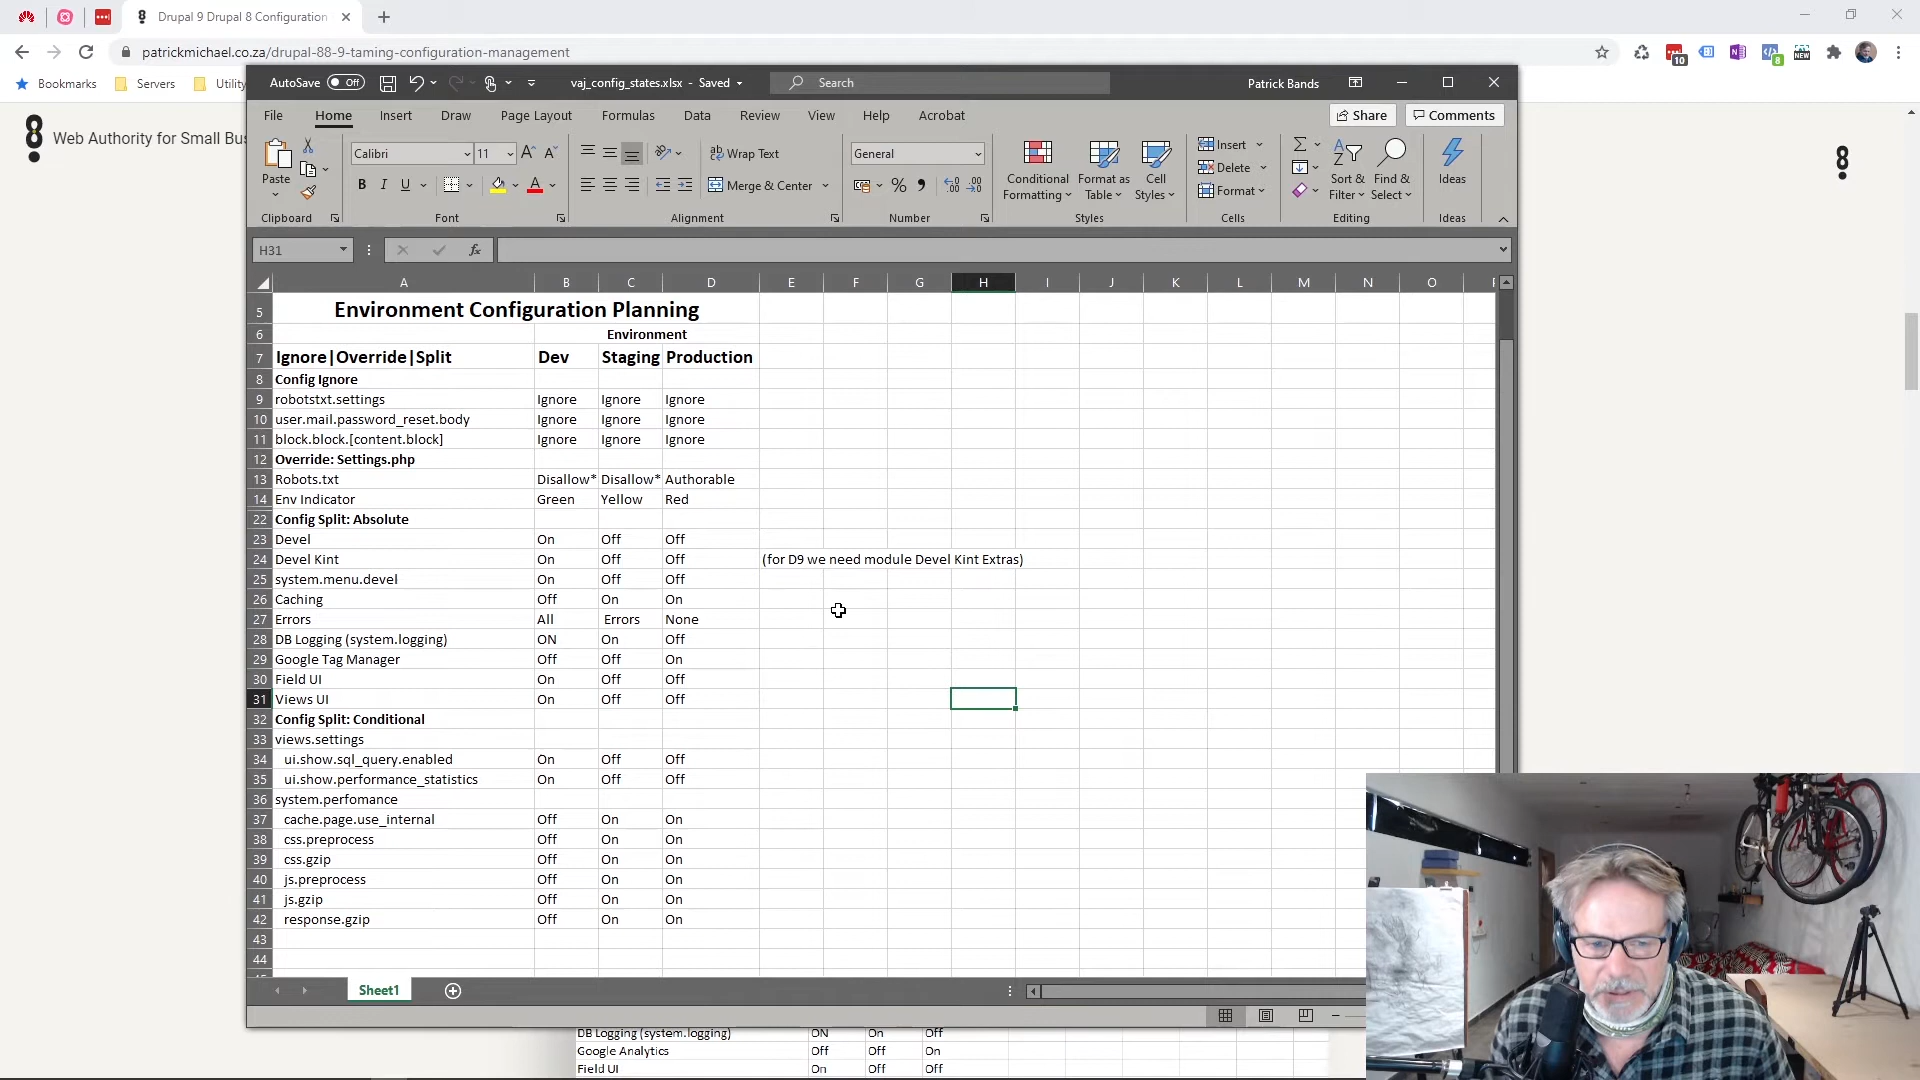 Drupal 9 Drupal 8 Configuration
patrickmichael.co.za/drupal-88-9-taming-configuration-management
10
8
NEW
Bookmarks Servers Utility
Web Authority for Small Bus
AutoSave Off vaj_config_states.xlsx - Saved Search Patrick Bands
File Home Insert Draw Page Layout Formulas Data Review View Help Acrobat Share Comments
Paste Calibri 11 Wrap Text General Insert
B I U Merge & Center Conditional Formatting Format as Table Cell Styles Delete Format Sort & Filter Find & Select Ideas
Clipboard Font Alignment Number Styles Cells Editing Ideas
H31 fx
A B C D E F G H I J K L M N O
5 Environment Configuration Planning
6 Environment
7 Ignore|Override|Split Dev Staging Production
8 Config Ignore
9 robotstxt.settings Ignore Ignore Ignore
10 user.mail.password_reset.body Ignore Ignore Ignore
11 block.block.[content.block] Ignore Ignore Ignore
12 Override: Settings.php
13 Robots.txt Disallow* Disallow* Authorable
14 Env Indicator Green Yellow Red
22 Config Split: Absolute
23 Devel On Off Off
24 Devel Kint On Off Off (for D9 we need module Devel Kint Extras)
25 system.menu.devel On Off Off
26 Caching Off On On
27 Errors All Errors None
28 DB Logging (system.logging) ON On Off
29 Google Tag Manager Off Off On
30 Field UI On Off Off
31 Views UI On Off Off
32 Config Split: Conditional
33 views.settings
34 ui.show.sql_query.enabled On Off Off
35 ui.show.performance_statistics On Off Off
36 system.perfomance
37 cache.page.use_internal Off On On
38 css.preprocess Off On On
39 css.gzip Off On On
40 js.preprocess Off On On
41 js.gzip Off On On
42 response.gzip Off On On
43
44
Sheet1
DB Logging (system.logging) ON On Off
Google Analytics Off Off On
Field UI On Off Off